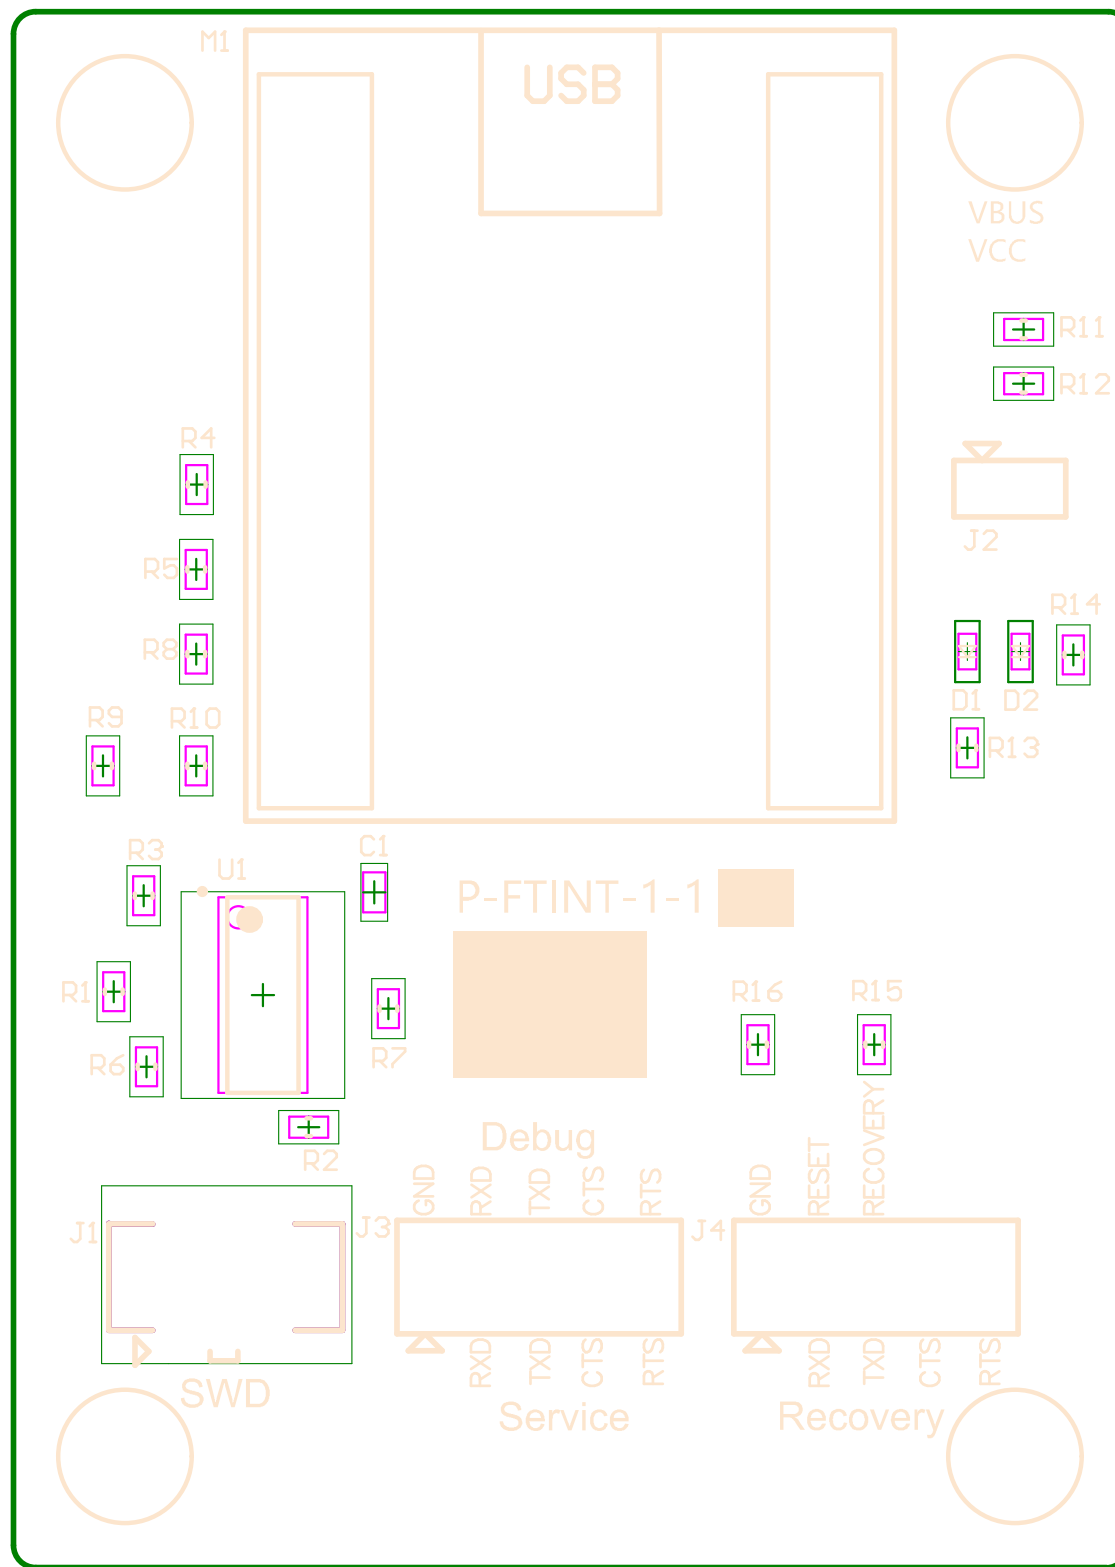 M1
USB
VBUS
VCC
R11
R12
R4
J2
R5
R14
R8
D1
D2
R9
R10
R13
R3
U1
C1
P-FTINT-1-1
R1
R16
R15
R6
R7
R2
Debug
GND
RXD
TXD
CTS
RTS
GND
RESET
RECOVERY
J1
J3
J4
RXD
TXD
CTS
RTS
RXD
TXD
CTS
RTS
SWD
Service
Recovery